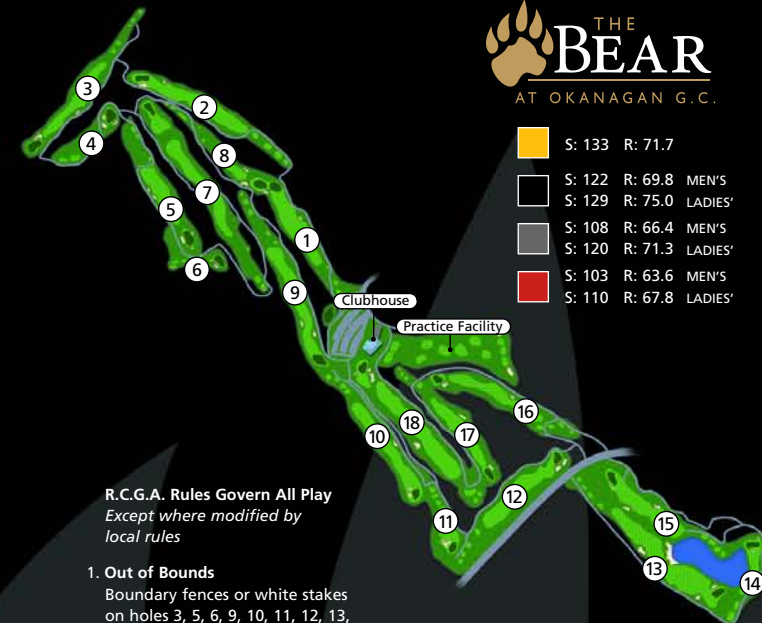 THE
BEAR
AT OKANAGAN G.C.
S: 133 R: 71.7
S: 122 R: 69.8 MEN'S
S: 129 R: 75.0 LADIES'
S: 108 R: 66.4 MEN'S
S: 120 R: 71.3 LADIES'
S: 103 R: 63.6 MEN'S
S: 110 R: 67.8 LADIES'
3
2
4
8
7
5
1
6
9
Clubhouse
Practice Facility
16
18
17
10
12
11
15
13
14
R.C.G.A. Rules Govern All Play
Except where modified by
local rules
1. Out of Bounds
Boundary fences or white stakes
on holes 3, 5, 6, 9, 10, 11, 12, 13,